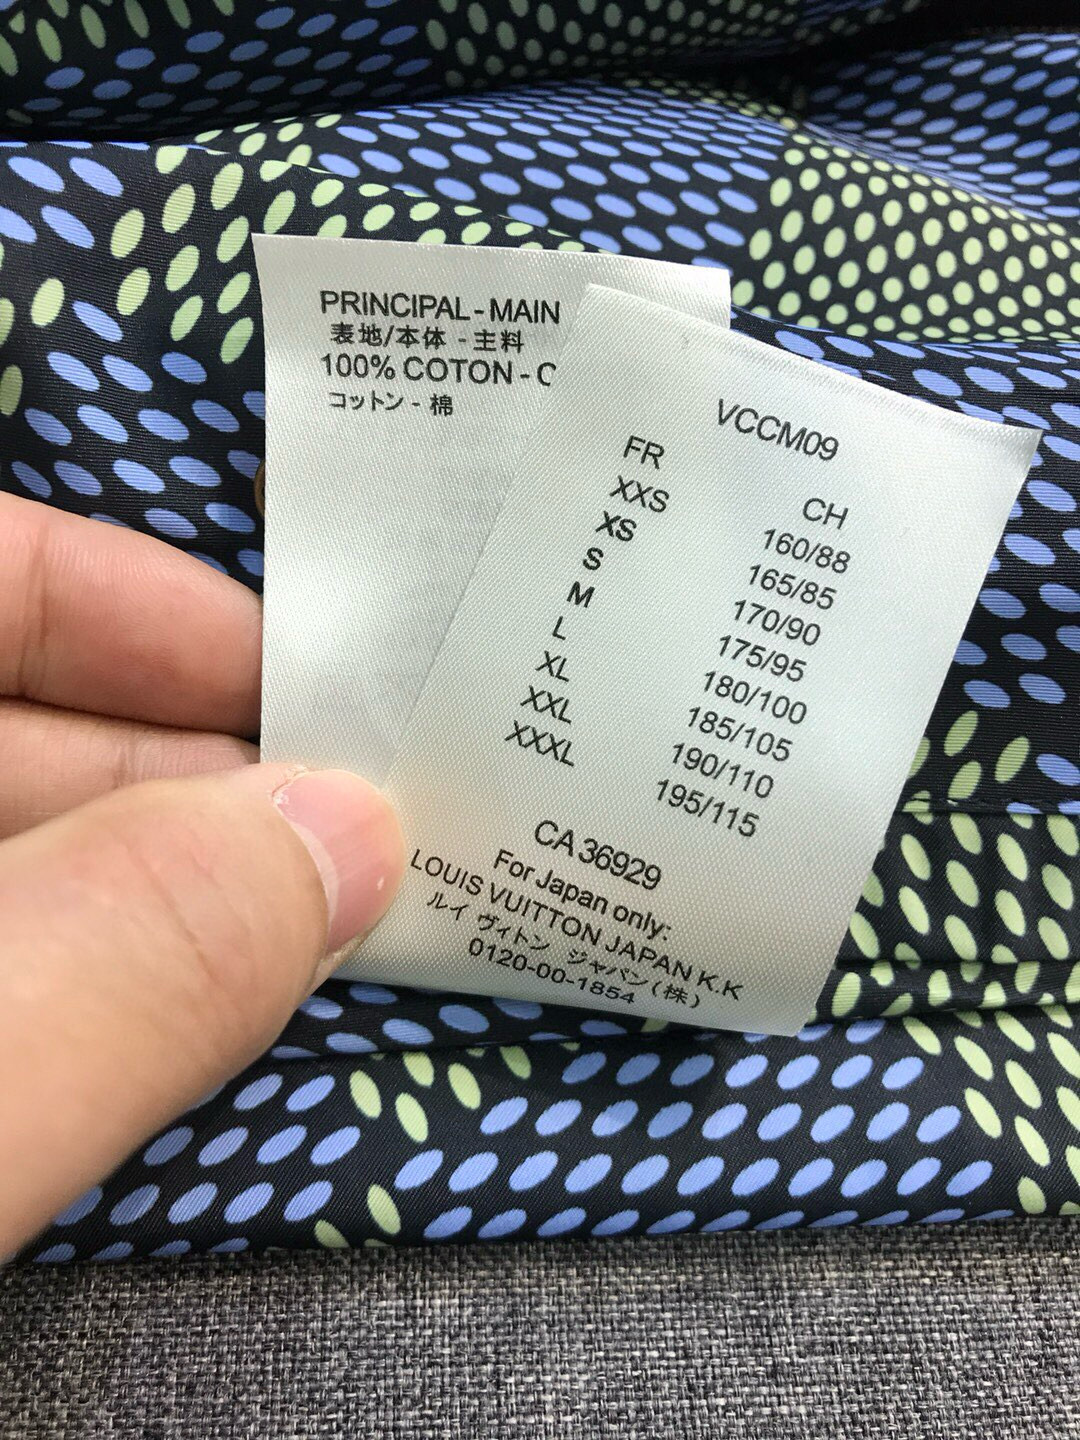 PRINCIPAL - MAIN
表地/本体 - 主料
100% COTON - C
コットン - 棉
VCCM09
FR CH
XXS 160/88
XS 165/85
S 170/90
M 175/95
L 180/100
XL 185/105
XXL 190/110
XXXL 195/115
CA 36929
For Japan only:
LOUIS VUITTON JAPAN K.K
ルイ ヴィトン ジャパン (株)
0120-00-1854